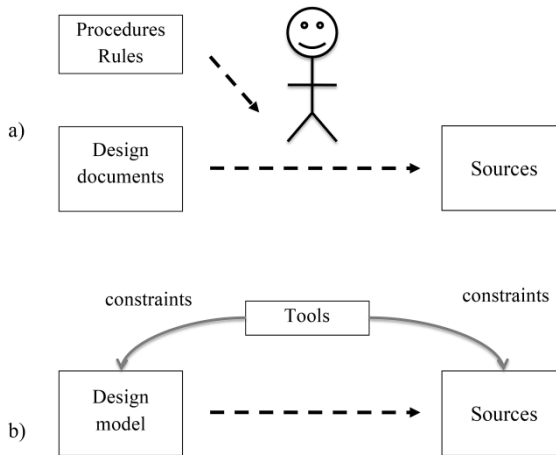 Procedures
Rules
a)
Design
documents
Sources
constraints
Tools
constraints
Design
model
Sources
b)